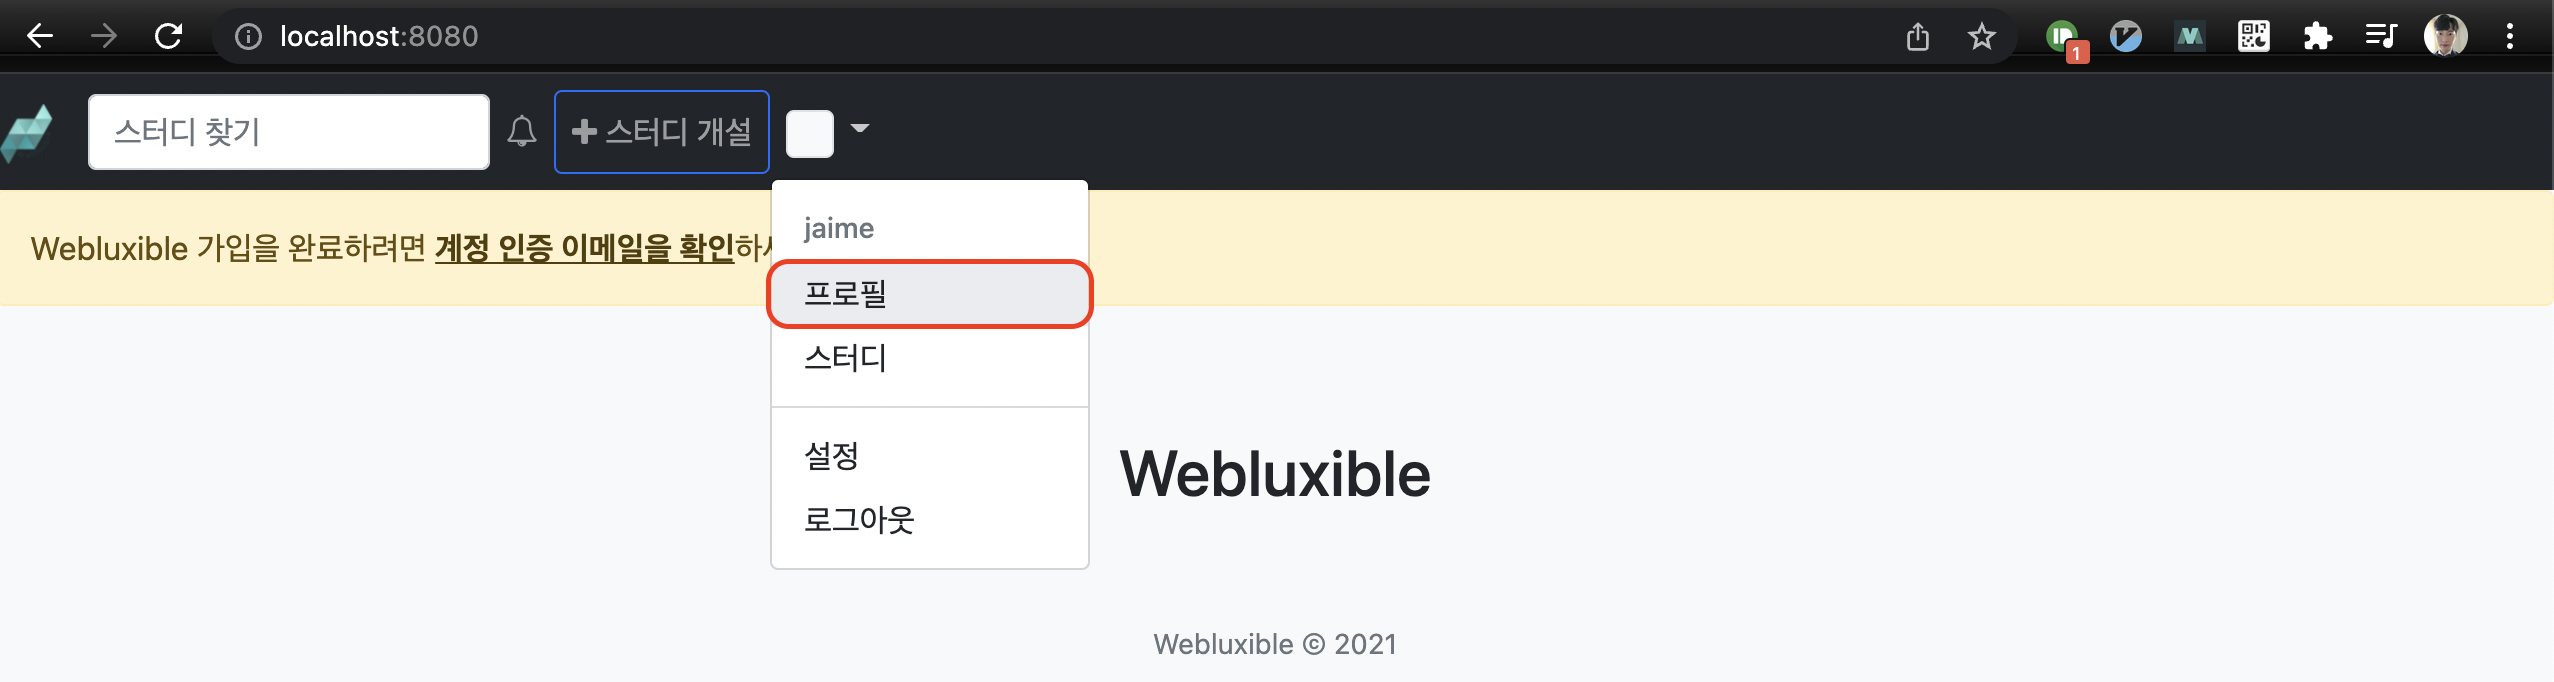 localhost:8080
1
스터디 찾기
스터디 개설
jaime
Webluxible 가입을 완료하려면 계정 인증 이메일을 확인하
프로필
스터디
설정
로그아웃
Webluxible
Webluxible © 2021